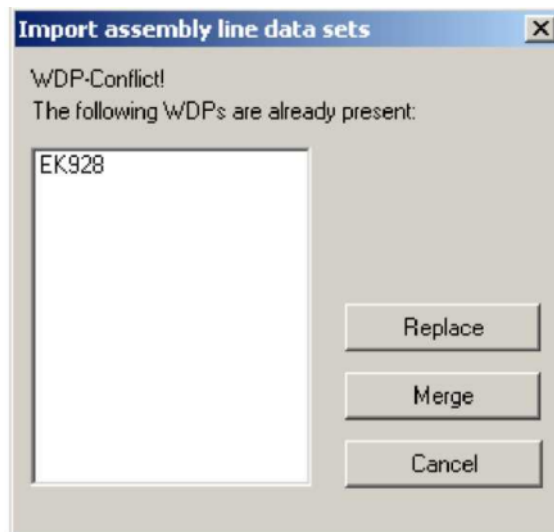 Import assembly line data sets
WDP-Conflict!
The following WDPs are already present:
EK928
Replace
Merge
Cancel